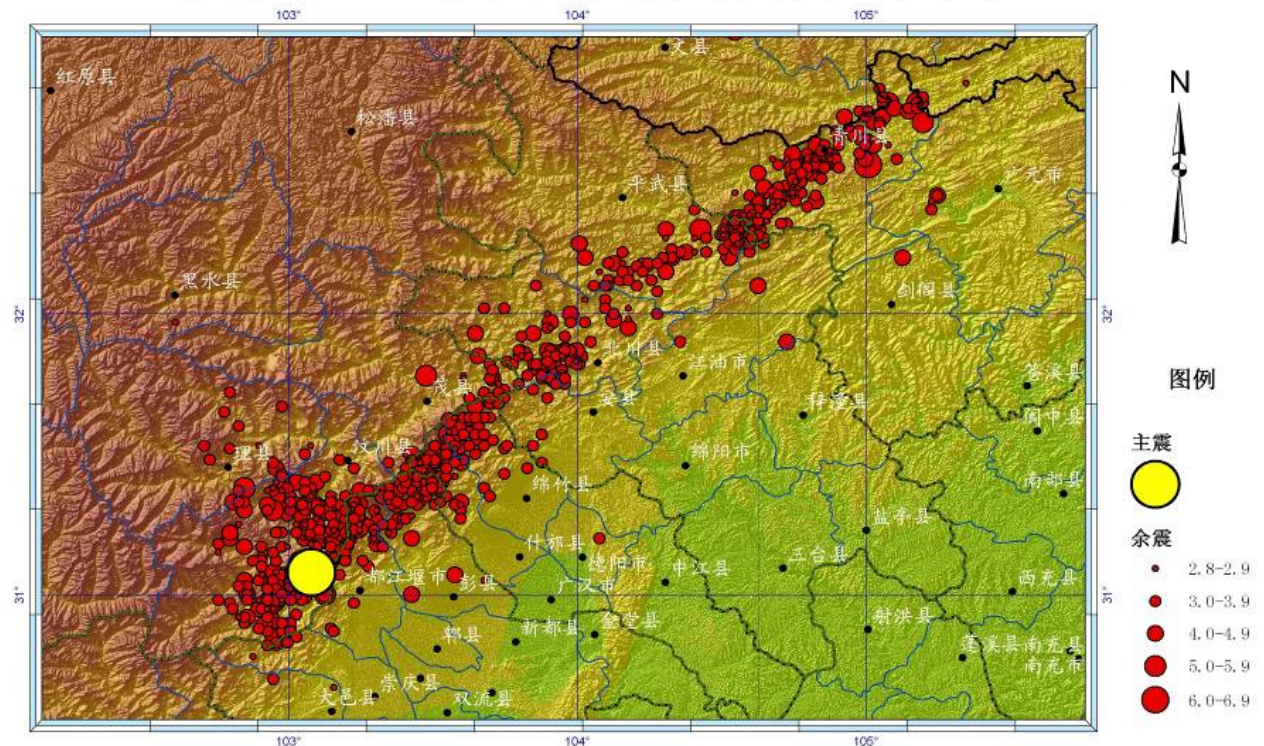 103°
104°
105°
文县
红原县
N
松潘县
青川县
平武县
广元市
黑水县
剑阁县
32°
32°
北川县
江油市
图例
苍溪县
茂县
安县
梓潼县
阆中县
主震
汶川县
理县
绵阳市
绵竹县
南部县
盐亭县
余震
什邡县
德阳市
中江县
三台县
2.8-2.9
都江堰市
彭县
广汉市
西充县
31°
31°
3.0-3.9
金堂县
射洪县
郫县
新都县
4.0-4.9
蓬溪县
南充县
南充市
5.0-5.9
崇庆县
大邑县
双流县
6.0-6.9
103°
104°
105°